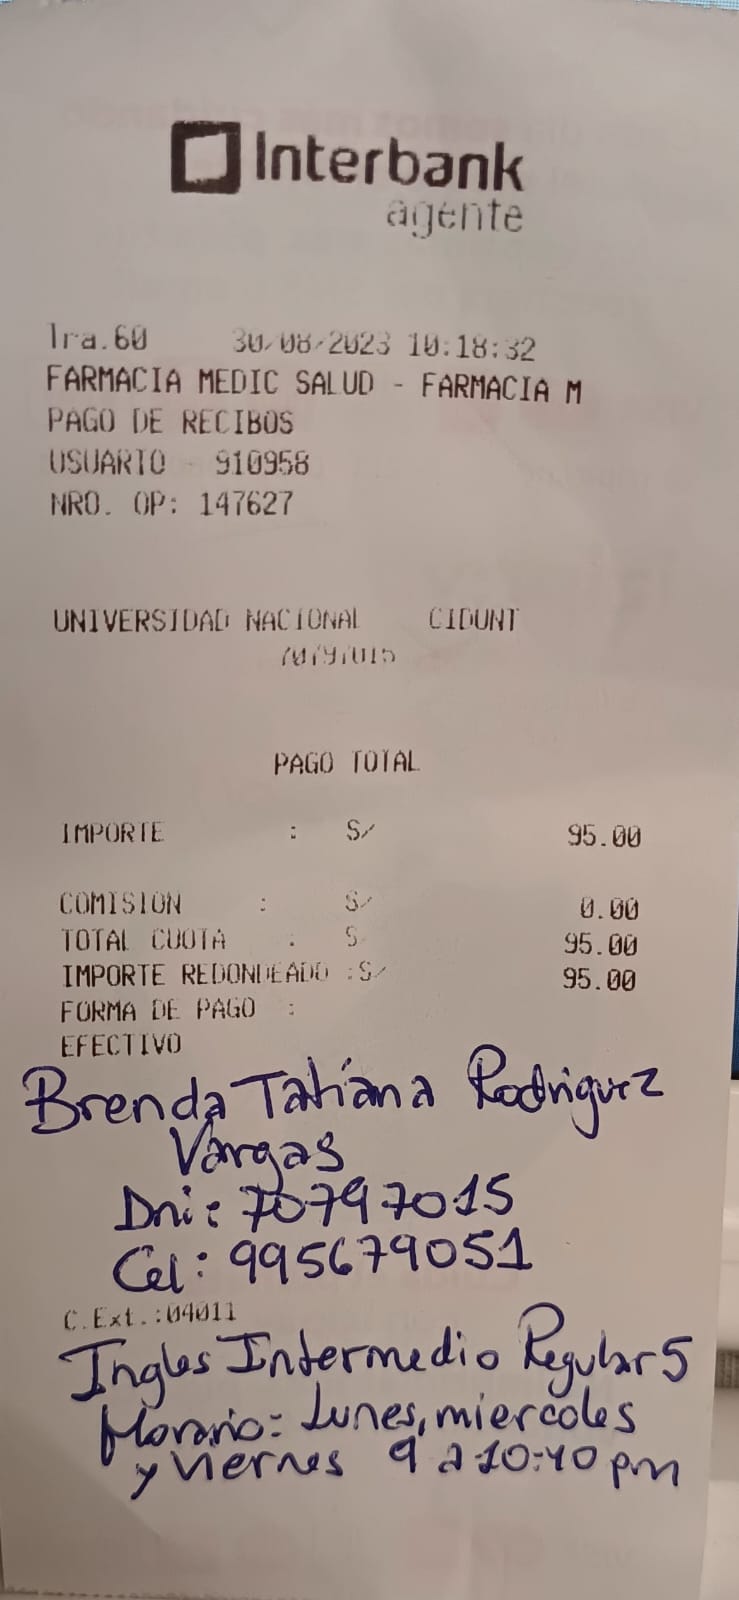 Interbank
agente
Tra.60 30/08/2023 10:18:32
FARMACIA MEDIC SALUD - FARMACIA M
PAGO DE RECIBOS
USUARIO - 910958
NRO. OP: 147627
UNIVERSIDAD NACIONAL CIDUNT
70797015
PAGO TOTAL
IMPORTE : S/ 95.00
COMISION : S/ 0.00
TOTAL CUOTA : S/ 95.00
IMPORTE REDONDEADO :S/ 95.00
FORMA DE PAGO :
EFECTIVO
Brenda Tatiana Rodriguez
Vargas
Dni: 70797015
Cel: 995679051
C.Ext.:04011
Ingles Intermedio Regular 5
Horario: Lunes, miercoles
y viernes 9 a 10:40 pm